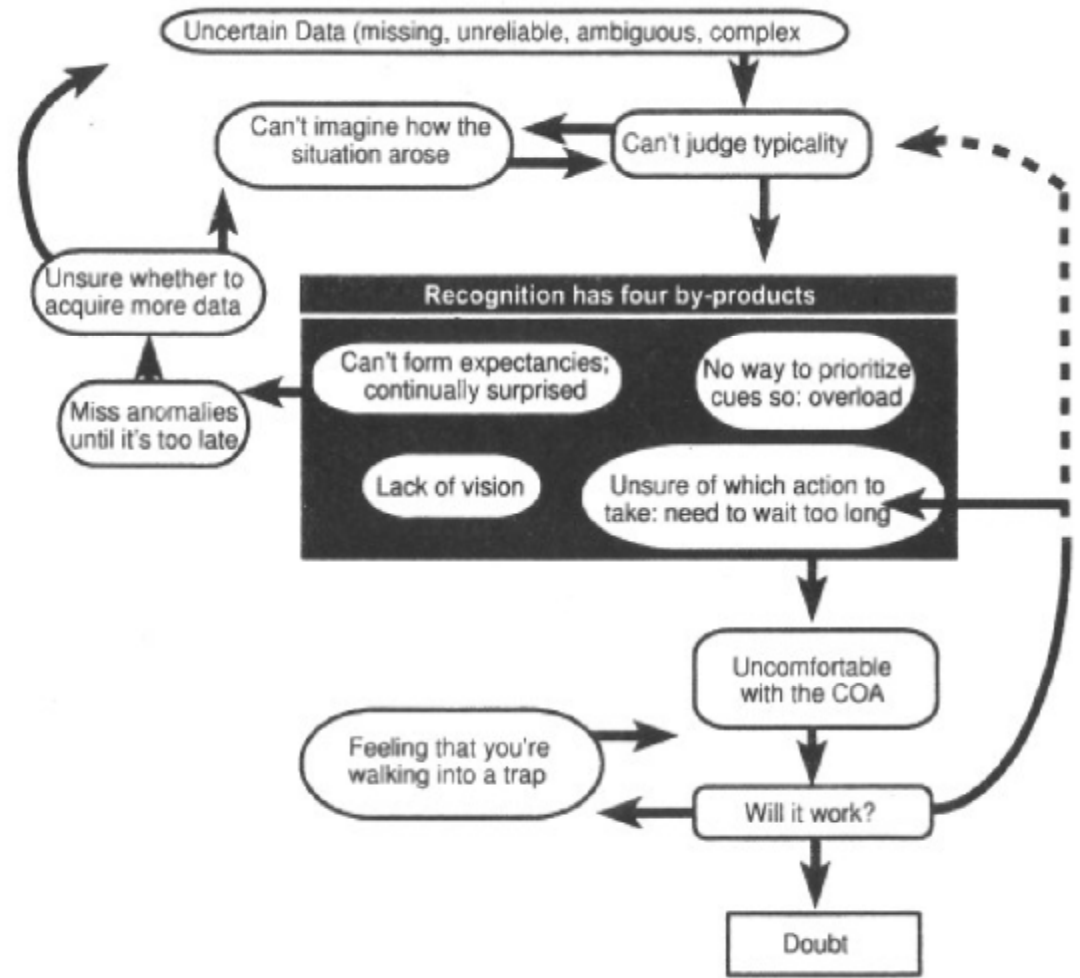 Uncertain Data (missing, unreliable, ambiguous, complex
Can't imagine how the
situation arose
Can't judge typicality
Unsure whether to
acquire more data
Recognition has four by-products
Can't form expectancies;
continually surprised
No way to prioritize
cues so: overload
Miss anomalies
until it's too late
Lack of vision
Unsure of which action to
take: need to wait too long
Uncomfortable
with the COA
Feeling that you're
walking into a trap
Will it work?
Doubt